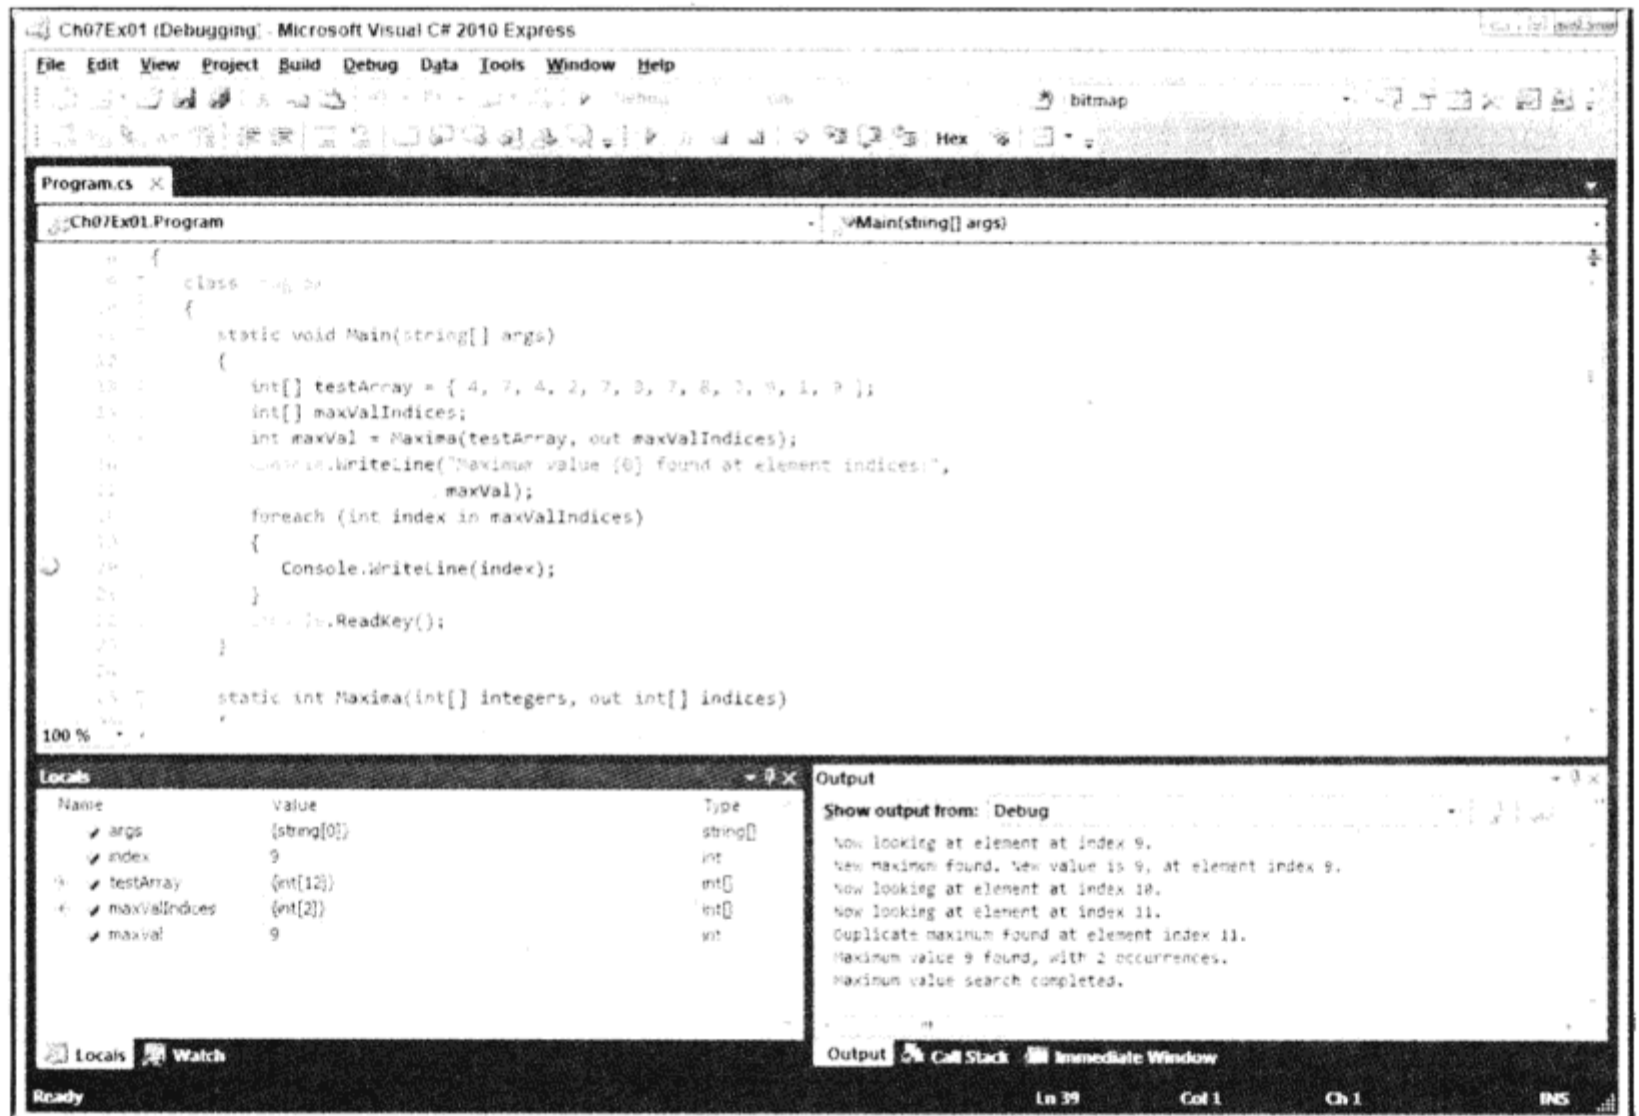 Ch07Ex01 (Debugging) - Microsoft Visual C# 2010 Express
File Edit View Project Build Debug Data Tools Window Help
bitmap
Hex
Program.cs
Ch07Ex01.Program
Main(string[] args)
{
class
{
static void Main(string[] args)
{
int[] testArray = { 4, 7, 4, 2, 7, 3, 7, 8, 3, 9, 1, 9 };
int[] maxValIndices;
int maxVal = Maxima(testArray, out maxValIndices);
Console.WriteLine("Maximum value {0} found at element indices:",
maxVal);
foreach (int index in maxValIndices)
{
Console.WriteLine(index);
}
.ReadKey();
}
static int Maxima(int[] integers, out int[] indices)
100 %
Locals
Name Value Type
args {string[0]} string[]
index 9 int
testArray {int[12]} int[]
maxValIndices {int[2]} int[]
maxVal 9 int
Locals Watch
Output
Show output from: Debug
Now looking at element at index 9.
New maximum found. New value is 9, at element index 9.
Now looking at element at index 10.
Now looking at element at index 11.
Duplicate maximum found at element index 11.
Maximum value 9 found, with 2 occurrences.
Maximum value search completed.
Output Call Stack Immediate Window
Ready Ln 39 Col 1 Ch 1 INS